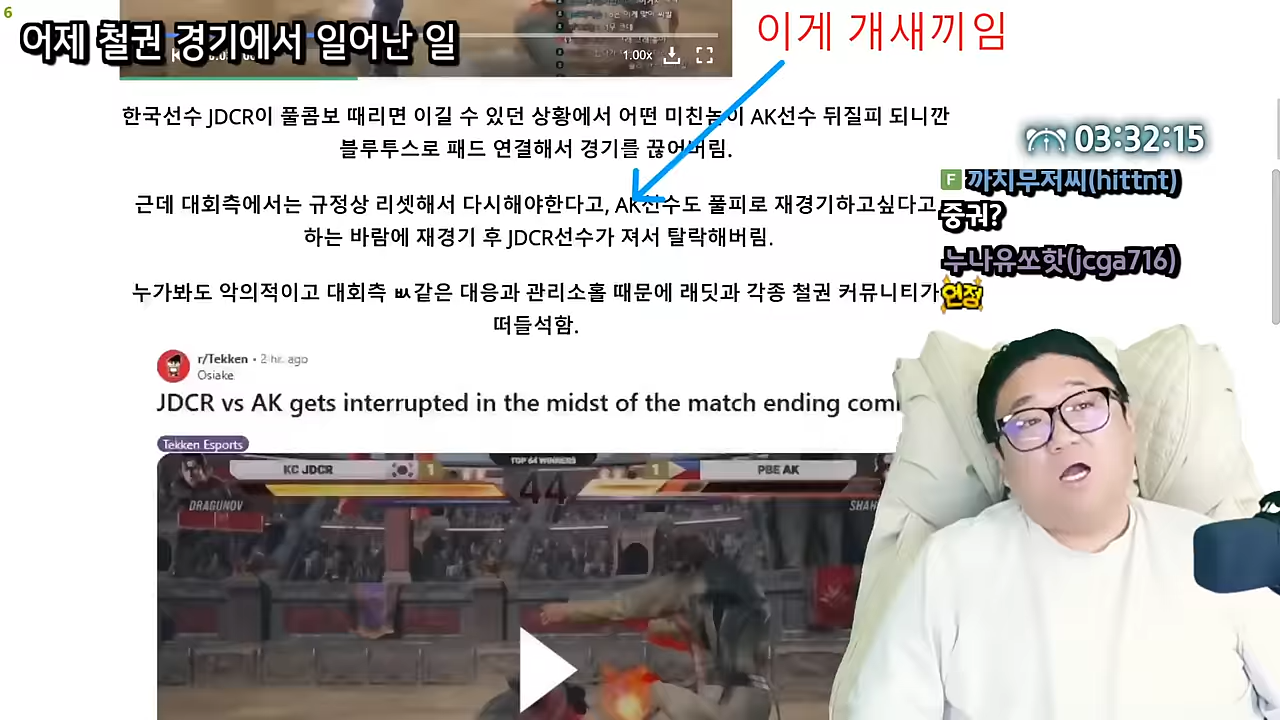 6
어제 철권 경기에서 일어난 일
이게 개새끼임
1.00x
한국선수 JDCR이 풀콤보 때리면 이길 수 있던 상황에서 어떤 미친놈이 AK선수 뒤질피 되니깐
블루투스로 패드 연결해서 경기를 끊어버림.
03:32:15
F 까치무저씨(hittnt)
중궈?
근데 대회측에서는 규정상 리셋해서 다시해야한다고, AK선수도 풀피로 재경기하고싶다고
하는 바람에 재경기 후 JDCR선수가 져서 탈락해버림.
누나유쏘핫(jcga716)
인정
누가봐도 악의적이고 대회측 ㅄ같은 대응과 관리소홀 때문에 래딧과 각종 철권 커뮤니티가
떠들석함.
r/Tekken • 2 hr. ago
Osiake
JDCR vs AK gets interrupted in the midst of the match ending com
Tekken Esports
KC JDCR 1 TOP 64 WINNERS 1 PBE AK
44
DRAGUNOV SHAH